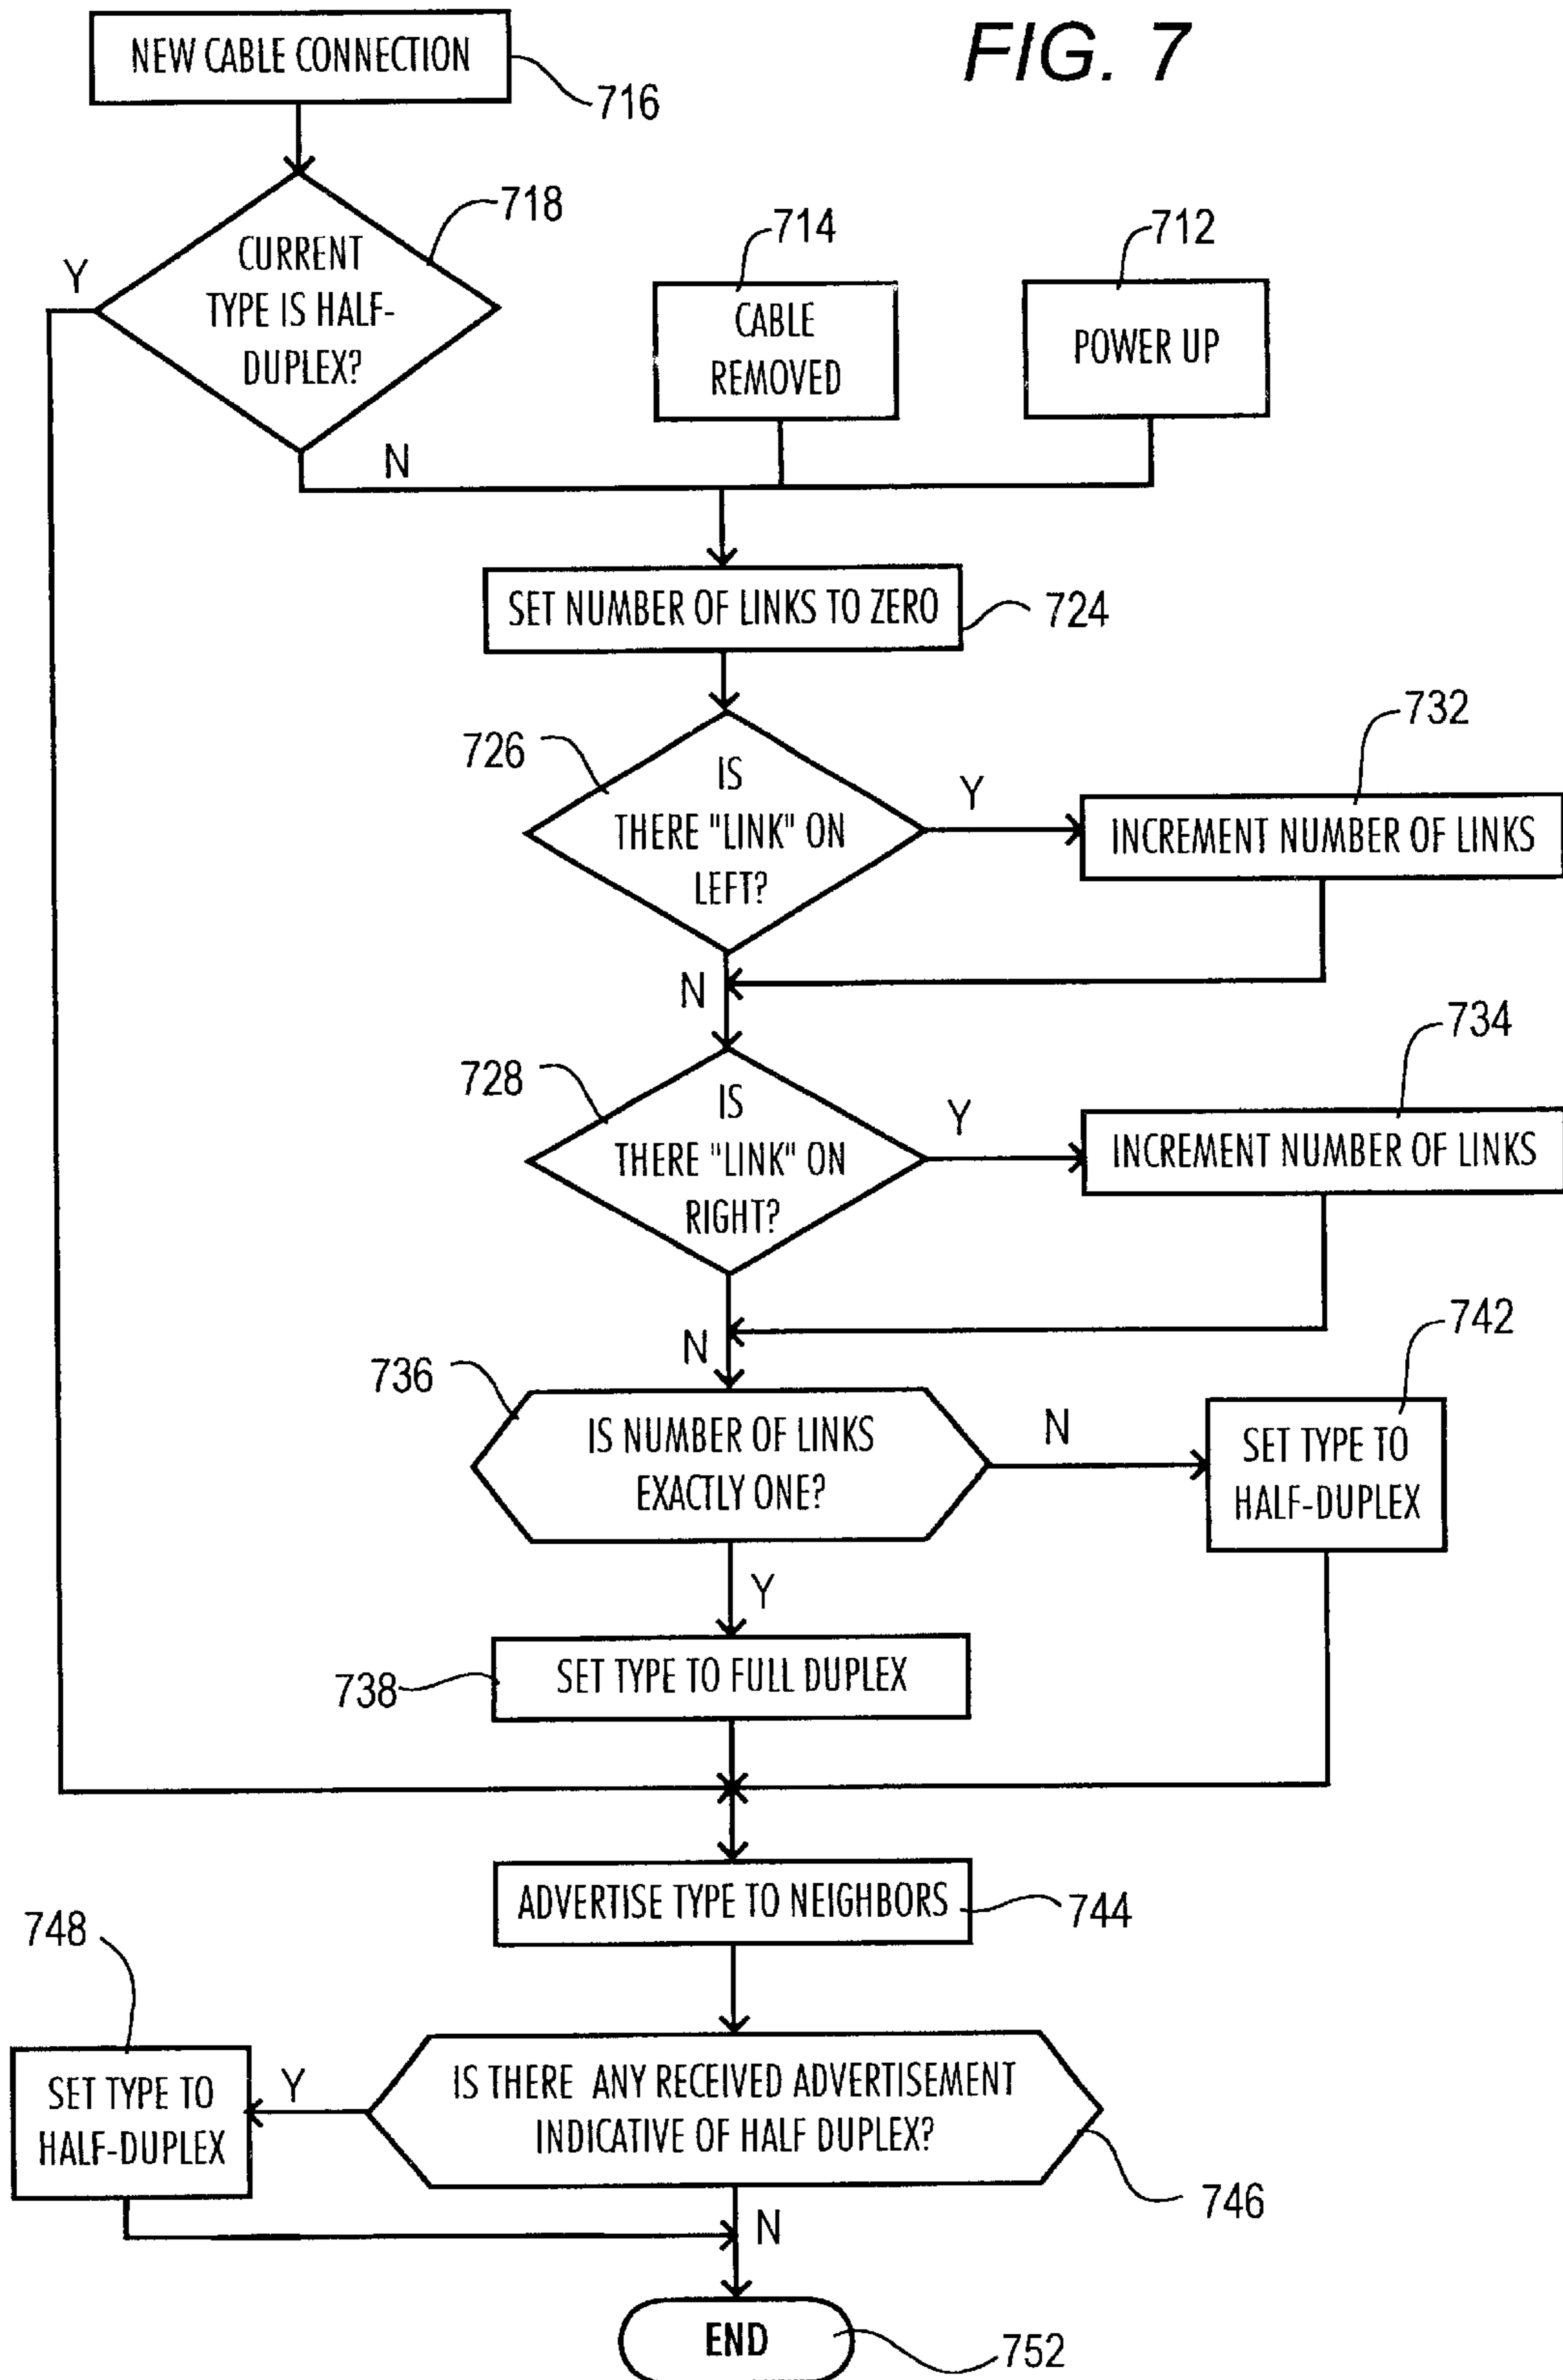 FIG. 7
NEW CABLE CONNECTION
716
718
CURRENT
TYPE IS HALF-
DUPLEX?
Y
N
714
CABLE
REMOVED
712
POWER UP
SET NUMBER OF LINKS TO ZERO
724
726
IS
THERE "LINK" ON
LEFT?
Y
732
INCREMENT NUMBER OF LINKS
N
728
IS
THERE "LINK" ON
RIGHT?
Y
734
INCREMENT NUMBER OF LINKS
N
736
IS NUMBER OF LINKS
EXACTLY ONE?
N
742
SET TYPE TO
HALF-DUPLEX
Y
738
SET TYPE TO FULL DUPLEX
ADVERTISE TYPE TO NEIGHBORS
744
748
SET TYPE TO
HALF-DUPLEX
Y
IS THERE ANY RECEIVED ADVERTISEMENT
INDICATIVE OF HALF DUPLEX?
746
N
END
752